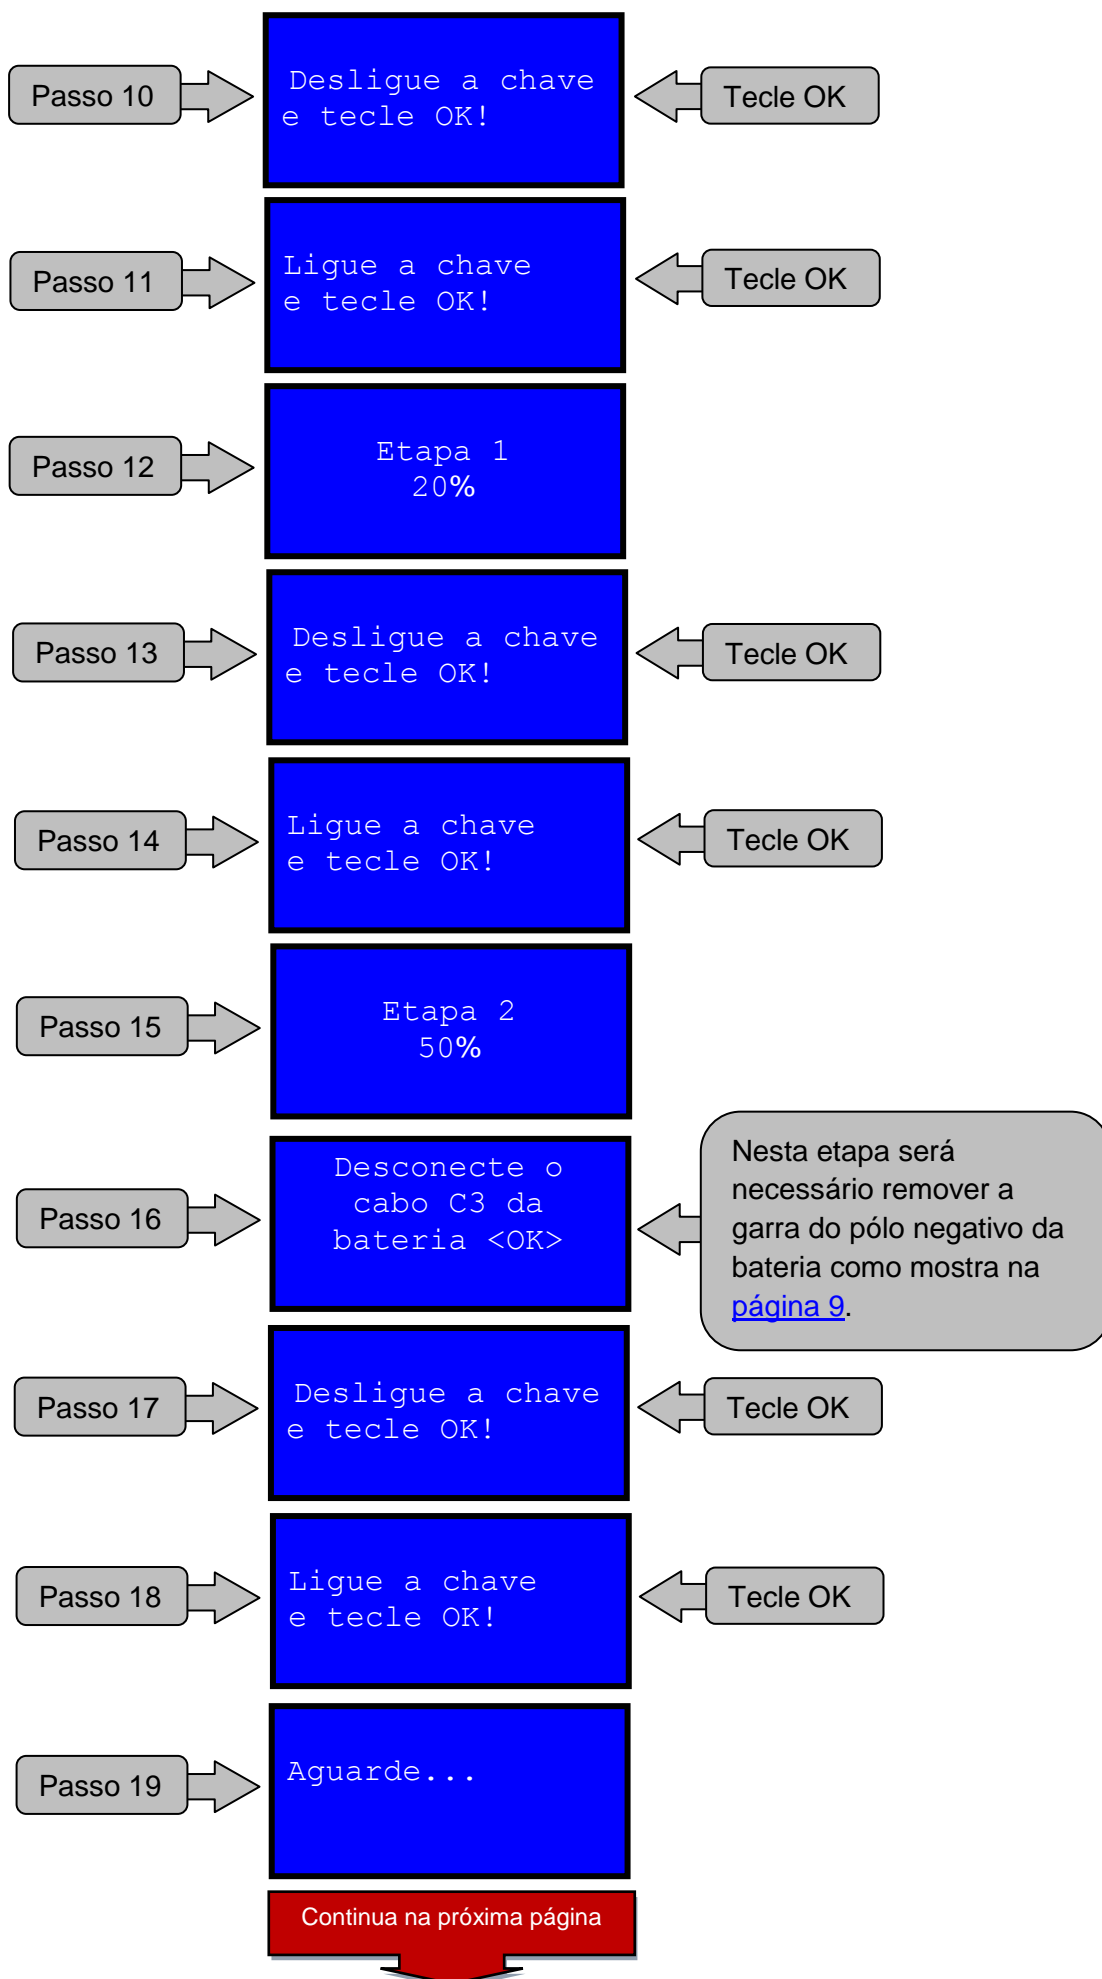 Passo 10
Desligue a chave
e tecle OK!
Tecle OK
Passo 11
Ligue a chave
e tecle OK!
Tecle OK
Passo 12
Etapa 1
20%
Passo 13
Desligue a chave
e tecle OK!
Tecle OK
Passo 14
Ligue a chave
e tecle OK!
Tecle OK
Passo 15
Etapa 2
50%
Passo 16
Desconecte o
cabo C3 da
bateria <OK>
Nesta etapa será
necessário remover a
garra do pólo negativo da
bateria como mostra na
página 9.
Passo 17
Desligue a chave
e tecle OK!
Tecle OK
Passo 18
Ligue a chave
e tecle OK!
Tecle OK
Passo 19
Aguarde...
Continua na próxima página